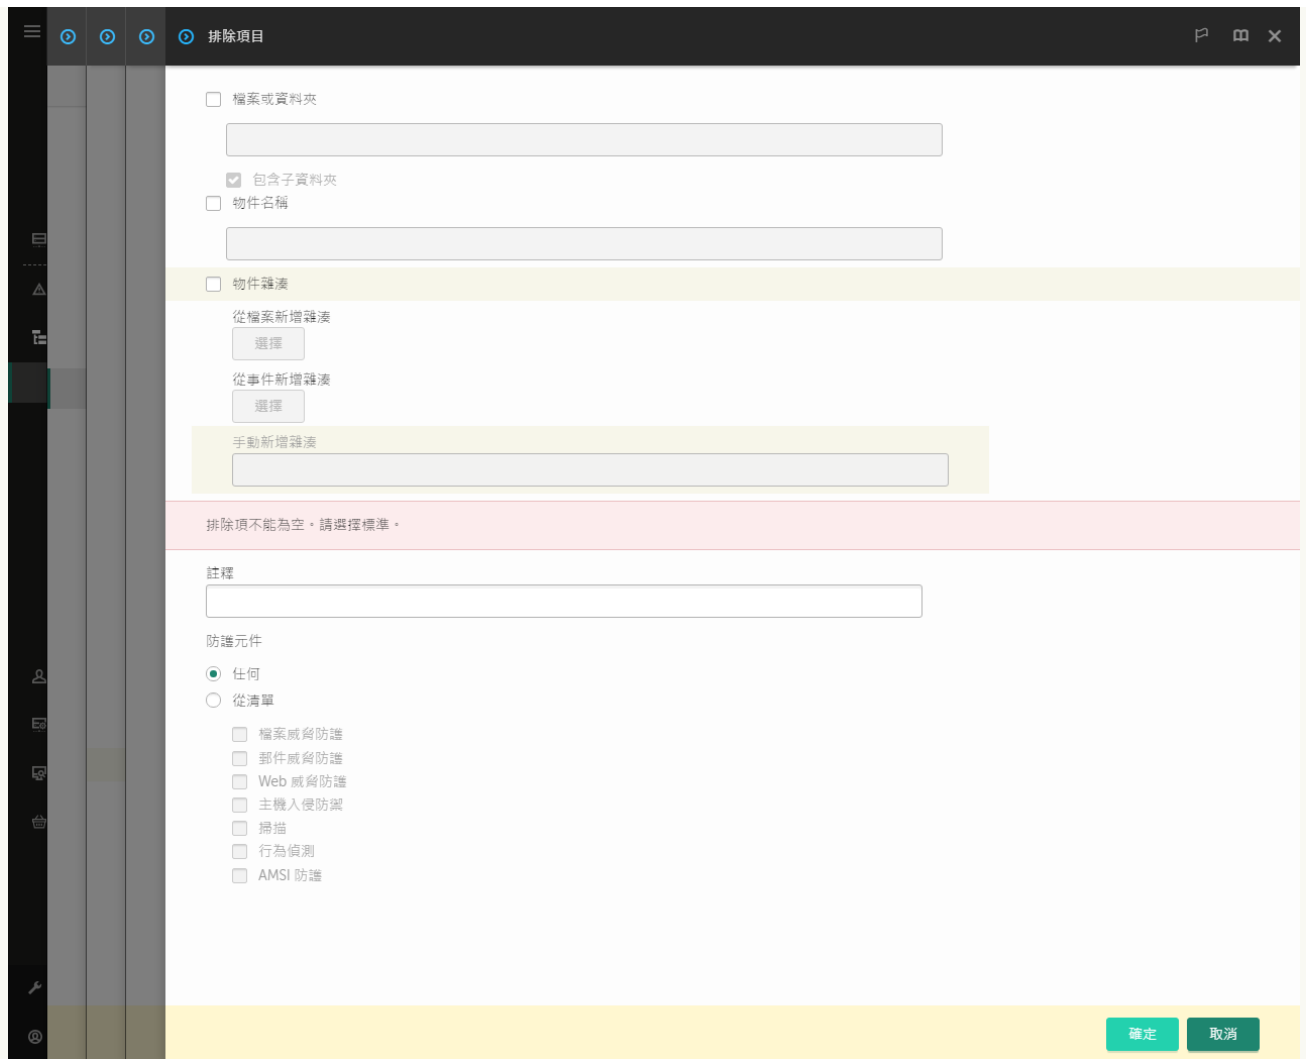 排除項目
檔案或資料夾
包含子資料夾
物件名稱
物件雜湊
從檔案新增雜湊
選擇
從事件新增雜湊
選擇
手動新增雜湊
排除項不能為空。請選擇標準。
註釋
防護元件
任何
從清單
檔案威脅防護
郵件威脅防護
Web 威脅防護
主機入侵防禦
掃描
行為偵測
AMSI 防護
確定
取消